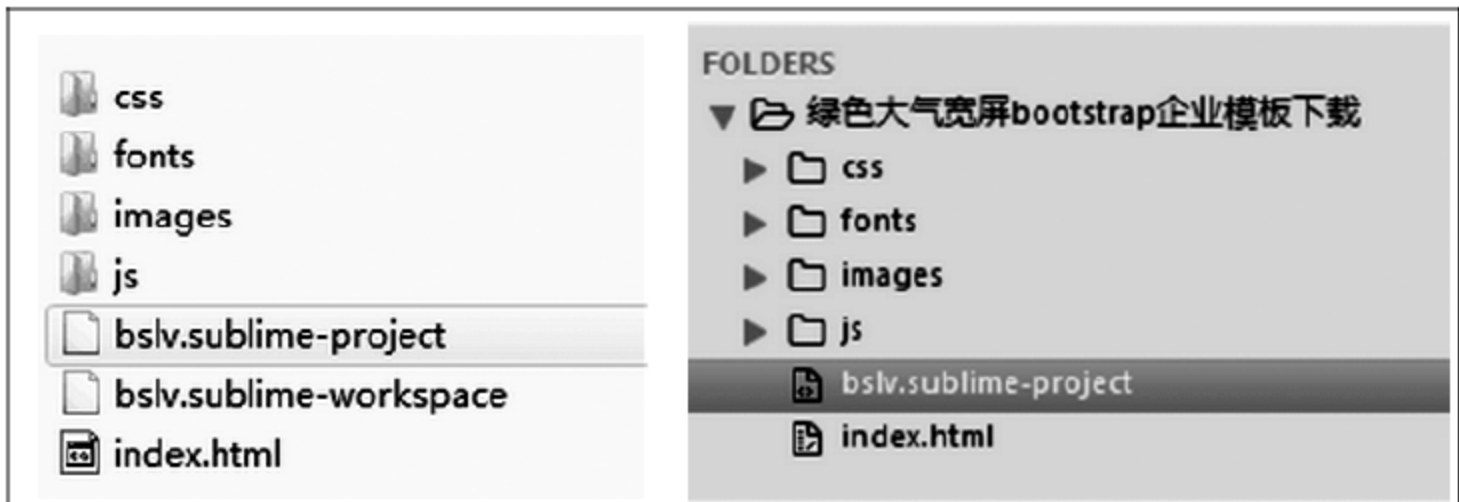 css
fonts
images
js
bslv.sublime-project
bslv.sublime-workspace
index.html
FOLDERS
绿色大气宽屏bootstrap企业模板下载
css
fonts
images
js
bslv.sublime-project
index.html